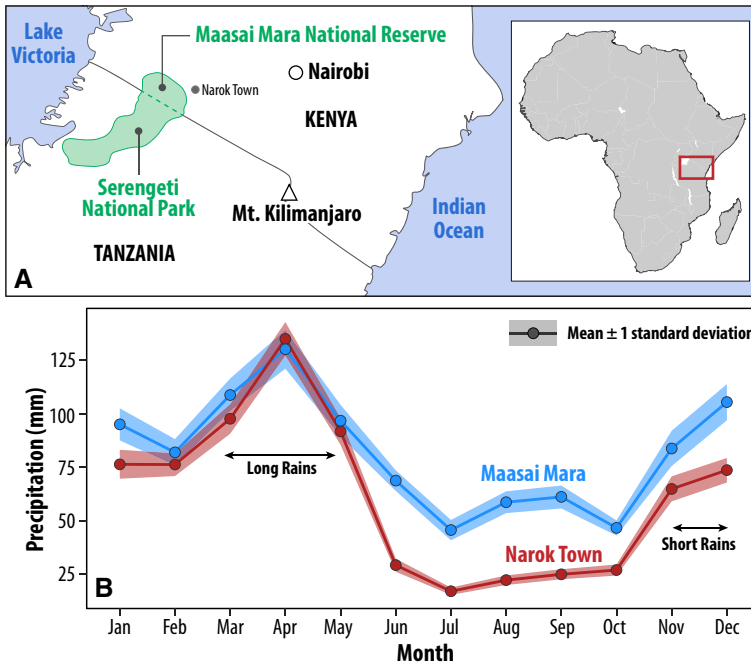 Lake
Victoria
Maasai Mara National Reserve
Narok Town
Nairobi
KENYA
Serengeti
National Park
Mt. Kilimanjaro
TANZANIA
Indian
Ocean
A
Mean ± 1 standard deviation
Precipitation (mm)
125
100
75
50
25
Long Rains
Maasai Mara
Narok Town
Short Rains
B
Jan Feb Mar Apr May Jun Jul Aug Sep Oct Nov Dec
Month